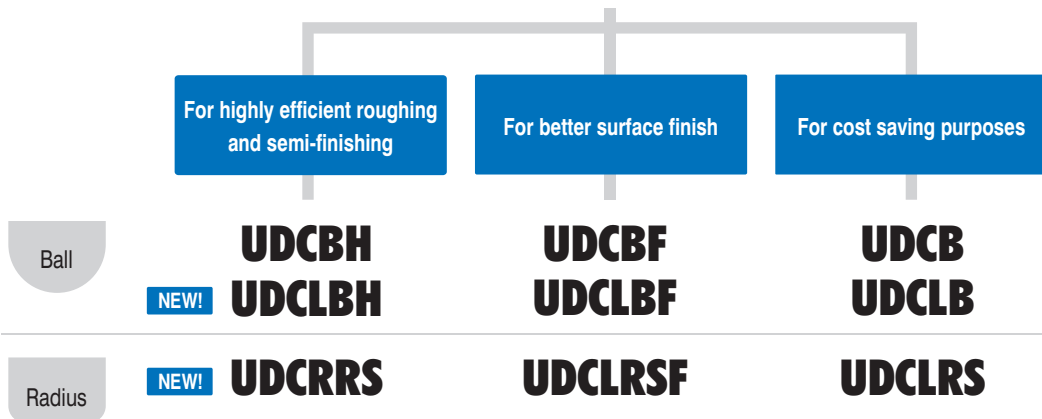 For highly efficient roughing
and semi-finishing
For better surface finish
For cost saving purposes
Ball
UDCBH
UDCBF
UDCB
NEW! UDCLBH
UDCLBF
UDCLB
Radius
NEW! UDCRRS
UDCLRSF
UDCLRS